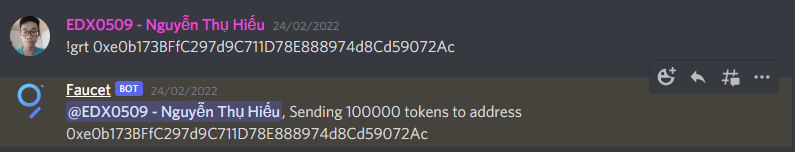 EDX0509 - Nguyễn Thụ Hiếu 24/02/2022
!grt 0xe0b173BFfC297d9C711D78E888974d8Cd59072Ac
Faucet BOT 24/02/2022
@EDX0509 - Nguyễn Thụ Hiếu, Sending 100000 tokens to address
0xe0b173BFfC297d9C711D78E888974d8Cd59072Ac